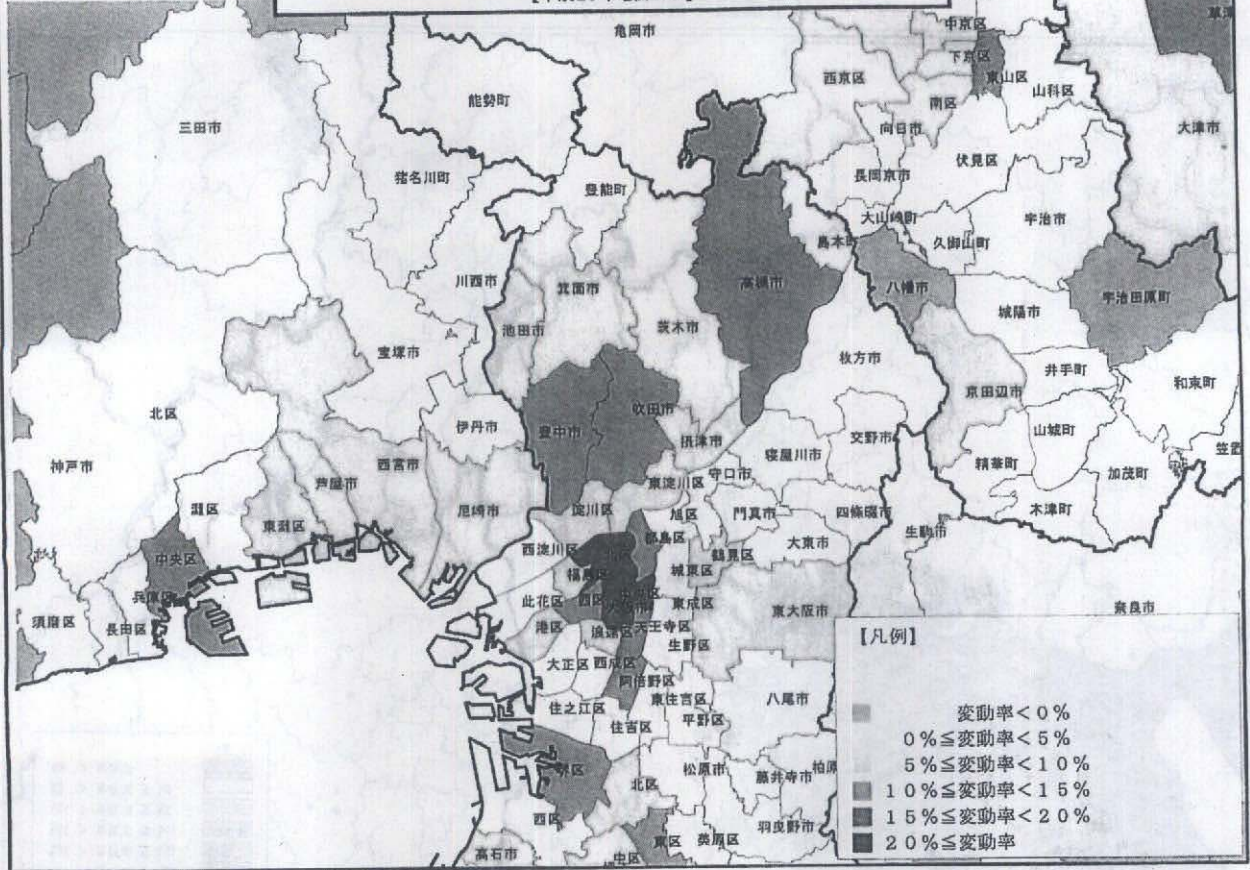 亀岡市
中京区
下京区
東山区
山科区
西京区
南区
向日市
大津市
能勢町
三田市
猪名川町
豊能町
長岡京市
伏見区
大山崎町
宇治市
島本町
久御山町
川西市
箕面市
高槻市
八幡市
宇治田原町
池田市
茨木市
城陽市
宝塚市
枚方市
井手町
和束町
京田辺市
北区
伊丹市
豊中市
吹田市
摂津市
寝屋川市
交野市
山城町
精華町
加茂町
笠置
神戸市
西宮市
芦屋市
尼崎市
守口市
東淀川区
灘区
東灘区
淀川区
旭区
門真市
四條畷市
木津町
生駒市
中央区
西淀川区
北区
都島区
鶴見区
大東市
福島区
城東区
兵庫区
此花区
西区
中央区
大阪市
東成区
東大阪市
奈良市
須磨区
長田区
港区
浪速区
天王寺区
生野区
大正区
西成区
阿倍野区
東住吉区
八尾市
住之江区
住吉区
平野区
堺区
北区
松原市
藤井寺市
柏原
西区
東区
美原区
羽曳野市
高石市
中区
【凡例】
変動率<0%
0%≦変動率<5%
5%≦変動率<10%
10%≦変動率<15%
15%≦変動率<20%
20%≦変動率